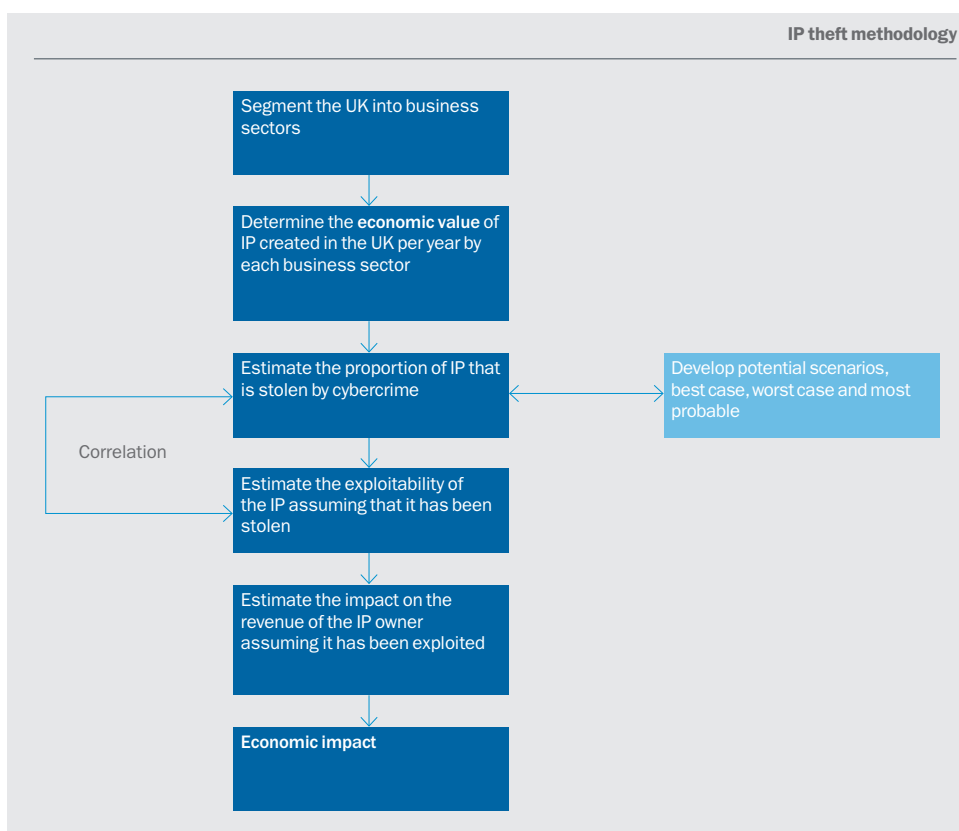 IP theft methodology
Segment the UK into business
sectors
Determine the economic value of
IP created in the UK per year by
each business sector
Estimate the proportion of IP that
is stolen by cybercrime
Develop potential scenarios,
best case, worst case and most
probable
Correlation
Estimate the exploitability of
the IP assuming that it has been
stolen
Estimate the impact on the
revenue of the IP owner
assuming it has been exploited
Economic impact